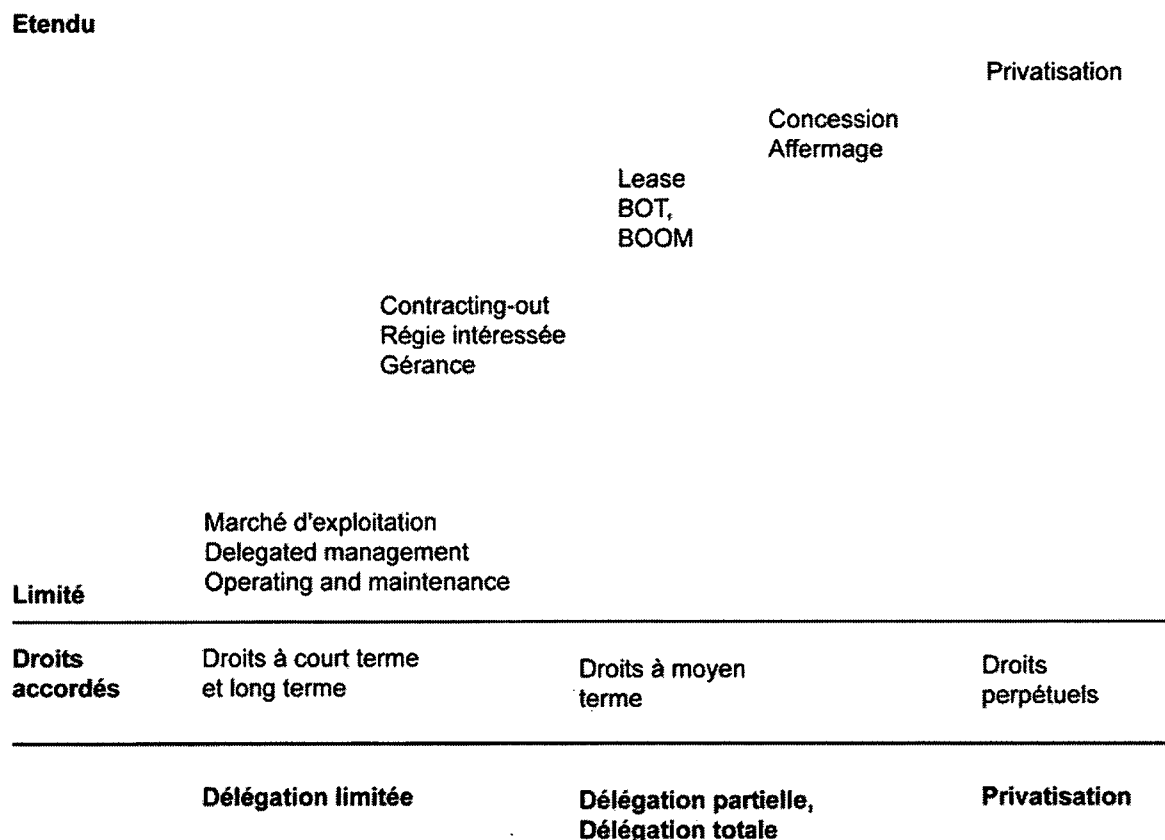 Etendu
Privatisation
Concession
Affermage
Lease
BOT,
BOOM
Contracting-out
Régie intéressée
Gérance
Marché d'exploitation
Delegated management
Operating and maintenance
Limité
Droits accordés
Droits à court terme
et long terme
Droits à moyen
terme
Droits
perpétuels
Délégation limitée
Délégation partielle,
Délégation totale
Privatisation